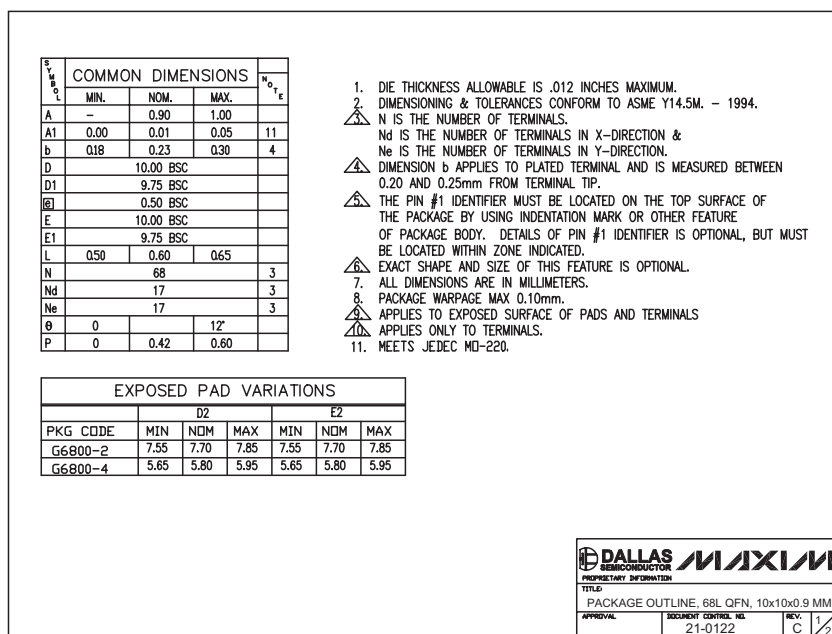 SYMBOL COMMON DIMENSIONS NOTE
MIN. NOM. MAX.
A - 0.90 1.00
A1 0.00 0.01 0.05 11
b 0.18 0.23 0.30 4
D 10.00 BSC
D1 9.75 BSC
e 0.50 BSC
E 10.00 BSC
E1 9.75 BSC
L 0.50 0.60 0.65
N 68 3
Nd 17 3
Ne 17 3
θ 0 12°
P 0 0.42 0.60
1. DIE THICKNESS ALLOWABLE IS .012 INCHES MAXIMUM.
2. DIMENSIONING & TOLERANCES CONFORM TO ASME Y14.5M. – 1994.
3. N IS THE NUMBER OF TERMINALS.
Nd IS THE NUMBER OF TERMINALS IN X-DIRECTION &
Ne IS THE NUMBER OF TERMINALS IN Y-DIRECTION.
4. DIMENSION b APPLIES TO PLATED TERMINAL AND IS MEASURED BETWEEN
0.20 AND 0.25mm FROM TERMINAL TIP.
5. THE PIN #1 IDENTIFIER MUST BE LOCATED ON THE TOP SURFACE OF
THE PACKAGE BY USING INDENTATION MARK OR OTHER FEATURE
OF PACKAGE BODY. DETAILS OF PIN #1 IDENTIFIER IS OPTIONAL, BUT MUST
BE LOCATED WITHIN ZONE INDICATED.
6. EXACT SHAPE AND SIZE OF THIS FEATURE IS OPTIONAL.
7. ALL DIMENSIONS ARE IN MILLIMETERS.
8. PACKAGE WARPAGE MAX 0.10mm.
9. APPLIES TO EXPOSED SURFACE OF PADS AND TERMINALS
10. APPLIES ONLY TO TERMINALS.
11. MEETS JEDEC MO-220.
EXPOSED PAD VARIATIONS
D2 E2
PKG CODE MIN NOM MAX MIN NOM MAX
G6800-2 7.55 7.70 7.85 7.55 7.70 7.85
G6800-4 5.65 5.80 5.95 5.65 5.80 5.95
DALLAS SEMICONDUCTOR MAXIM
PROPRIETARY INFORMATION
TITLE:
PACKAGE OUTLINE, 68L QFN, 10x10x0.9 MM
APPROVAL DOCUMENT CONTROL NO. REV.
21-0122 C 1/2